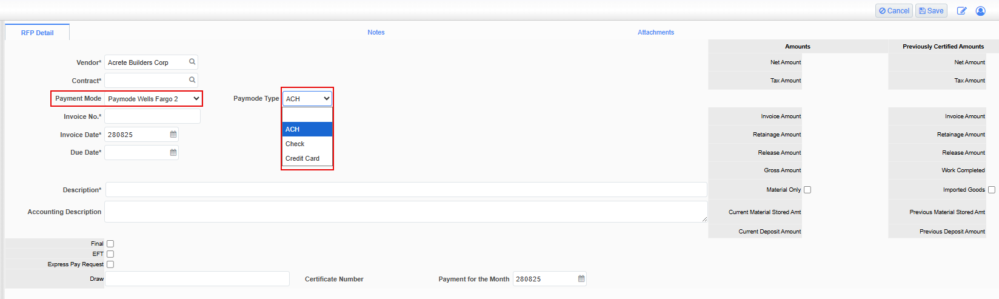 Cancel Save
RFP Detail Notes Attachments
Amounts Previously Certified Amounts
Vendor* Acrete Builders Corp Net Amount Net Amount
Contract* Tax Amount Tax Amount
Payment Mode Paymode Wells Fargo 2 Paymode Type ACH
Invoice No.* Invoice Amount Invoice Amount
ACH
Invoice Date* 280825 Retainage Amount Retainage Amount
Check
Due Date* Release Amount Release Amount
Credit Card
Gross Amount Work Completed
Description* Material Only Imported Goods
Accounting Description Current Material Stored Amt Previous Material Stored Amt
Current Deposit Amount Previous Deposit Amount
Final
EFT
Express Pay Request
Draw Certificate Number Payment for the Month 280825